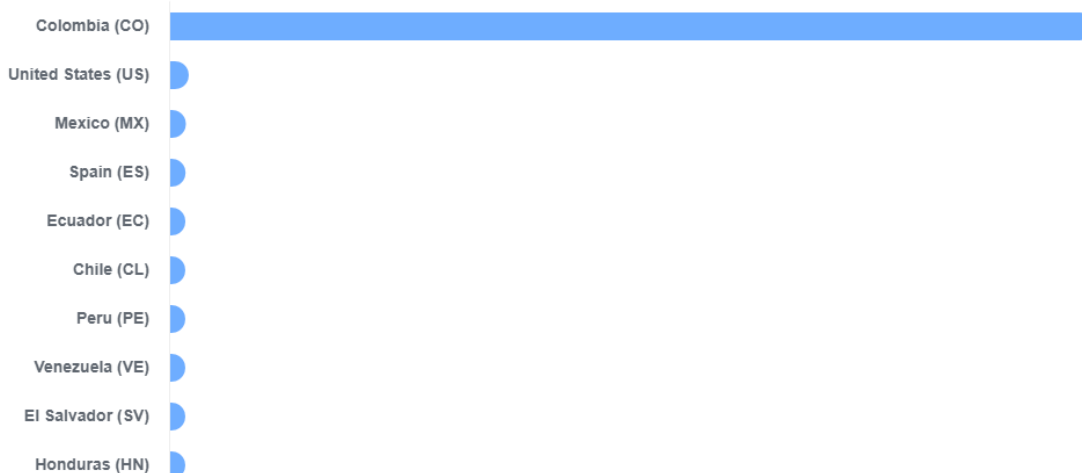 Colombia (CO)
United States (US)
Mexico (MX)
Spain (ES)
Ecuador (EC)
Chile (CL)
Peru (PE)
Venezuela (VE)
El Salvador (SV)
Honduras (HN)